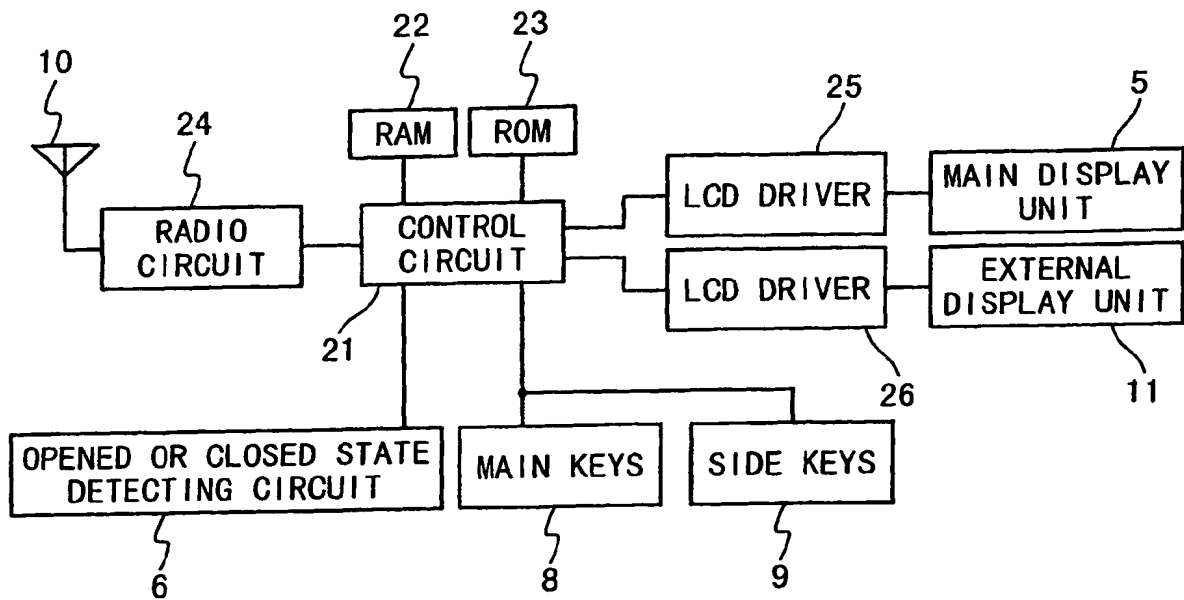 22
23
10
24
25
5
RAM
ROM
RADIO
CIRCUIT
CONTROL
CIRCUIT
LCD DRIVER
MAIN DISPLAY
UNIT
LCD DRIVER
EXTERNAL
DISPLAY UNIT
21
26
11
OPENED OR CLOSED STATE
DETECTING CIRCUIT
MAIN KEYS
SIDE KEYS
6
8
9